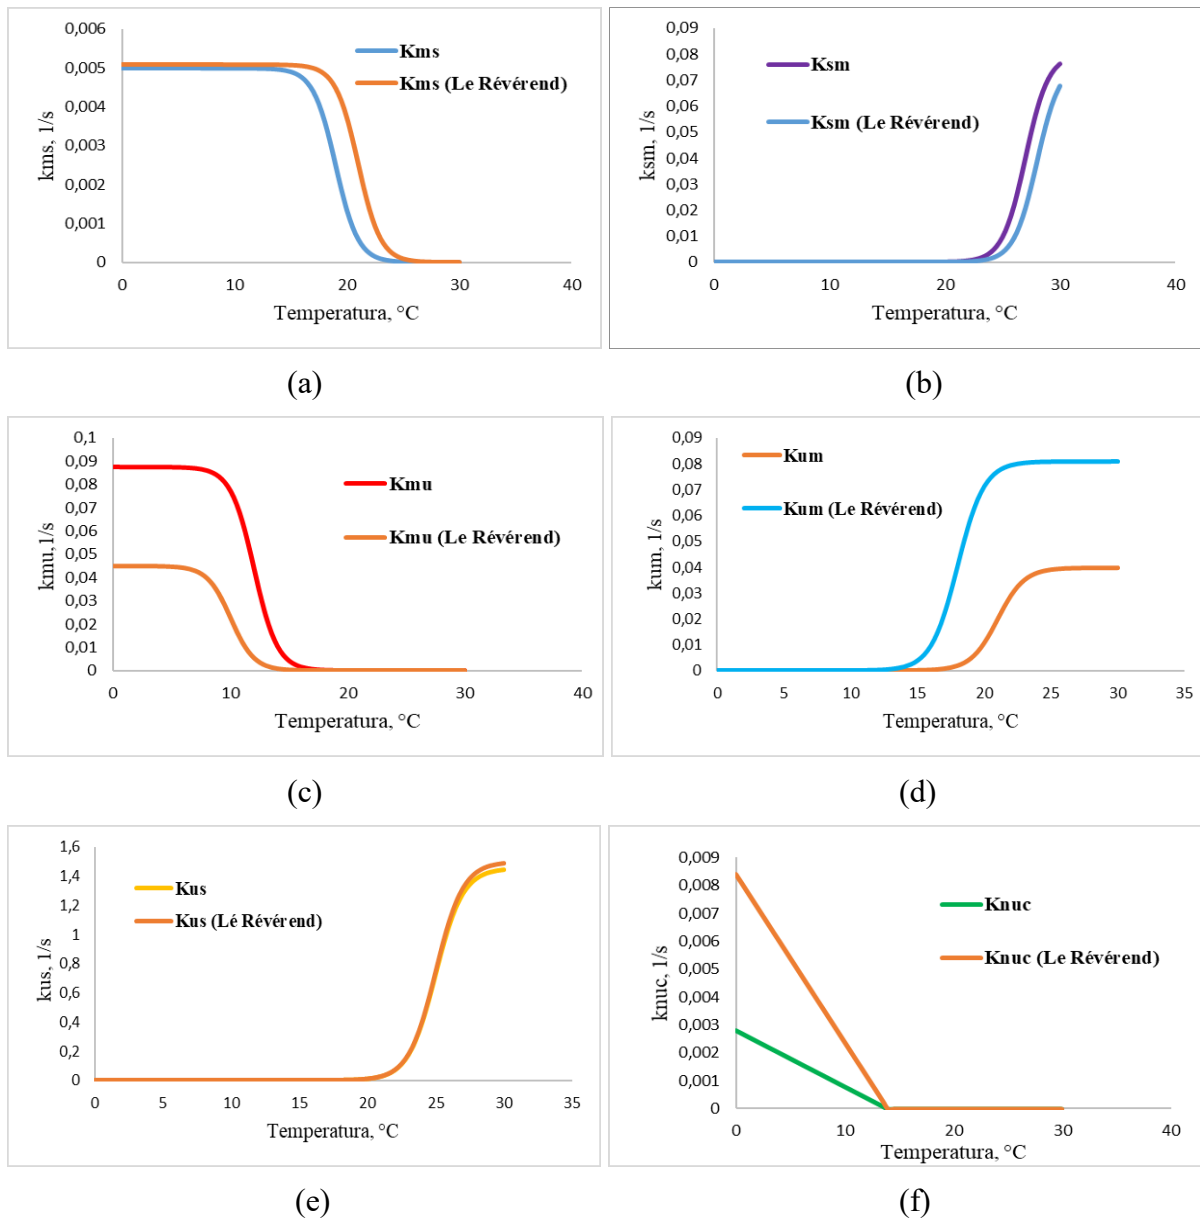 0,006
0,005
0,004
0,003
0,002
0,001
0
kms, 1/s
Kms
Kms (Le Révérend)
0 10 20 30 40
Temperatura, °C
(a)
0,09
0,08
0,07
0,06
0,05
0,04
0,03
0,02
0,01
0
ksm, 1/s
Ksm
Ksm (Le Révérend)
0 10 20 30 40
Temperatura, °C
(b)
0,1
0,09
0,08
0,07
0,06
0,05
0,04
0,03
0,02
0,01
0
kmu,1/s
Kmu
Kmu (Le Révérend)
0 10 20 30 40
Temperatura, °C
(c)
0,09
0,08
0,07
0,06
0,05
0,04
0,03
0,02
0,01
0
kum, 1/s
Kum
Kum (Le Révérend)
0 5 10 15 20 25 30 35
Temperatura, °C
(d)
1,6
1,4
1,2
1
0,8
0,6
0,4
0,2
0
kus, 1/s
Kus
Kus (Lé Révérend)
0 5 10 15 20 25 30 35
Temperatura, °C
(e)
0,009
0,008
0,007
0,006
0,005
0,004
0,003
0,002
0,001
0
knuc, 1/s
Knuc
Knuc (Le Révérend)
0 10 20 30 40
Temperatura, °C
(f)